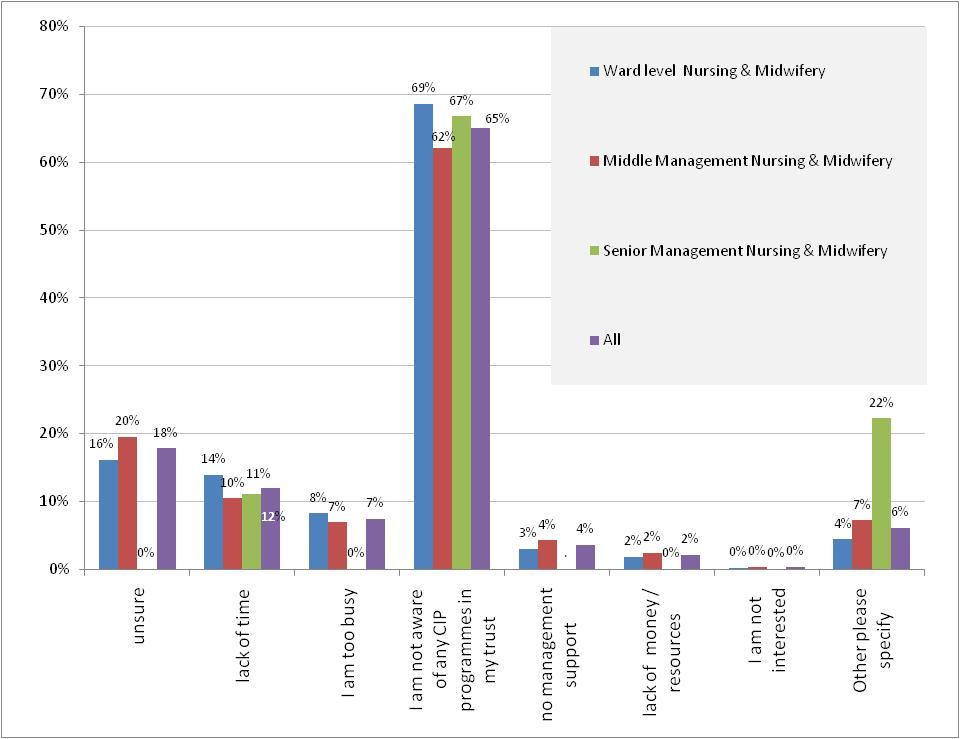 80%
70%
60%
50%
40%
30%
20%
10%
0%
Ward level Nursing & Midwifery
Middle Management Nursing & Midwifery
Senior Management Nursing & Midwifery
All
16%
20%
0%
18%
14%
10%
11%
12%
8%
7%
0%
7%
69%
62%
67%
65%
3%
4%
.
4%
2%
2%
0%
2%
0%
0%
0%
0%
4%
7%
22%
6%
unsure
lack of time
I am too busy
I am not aware
of any CIP
programmes in
my trust
no management
support
lack of money /
resources
I am not
interested
Other please
specify